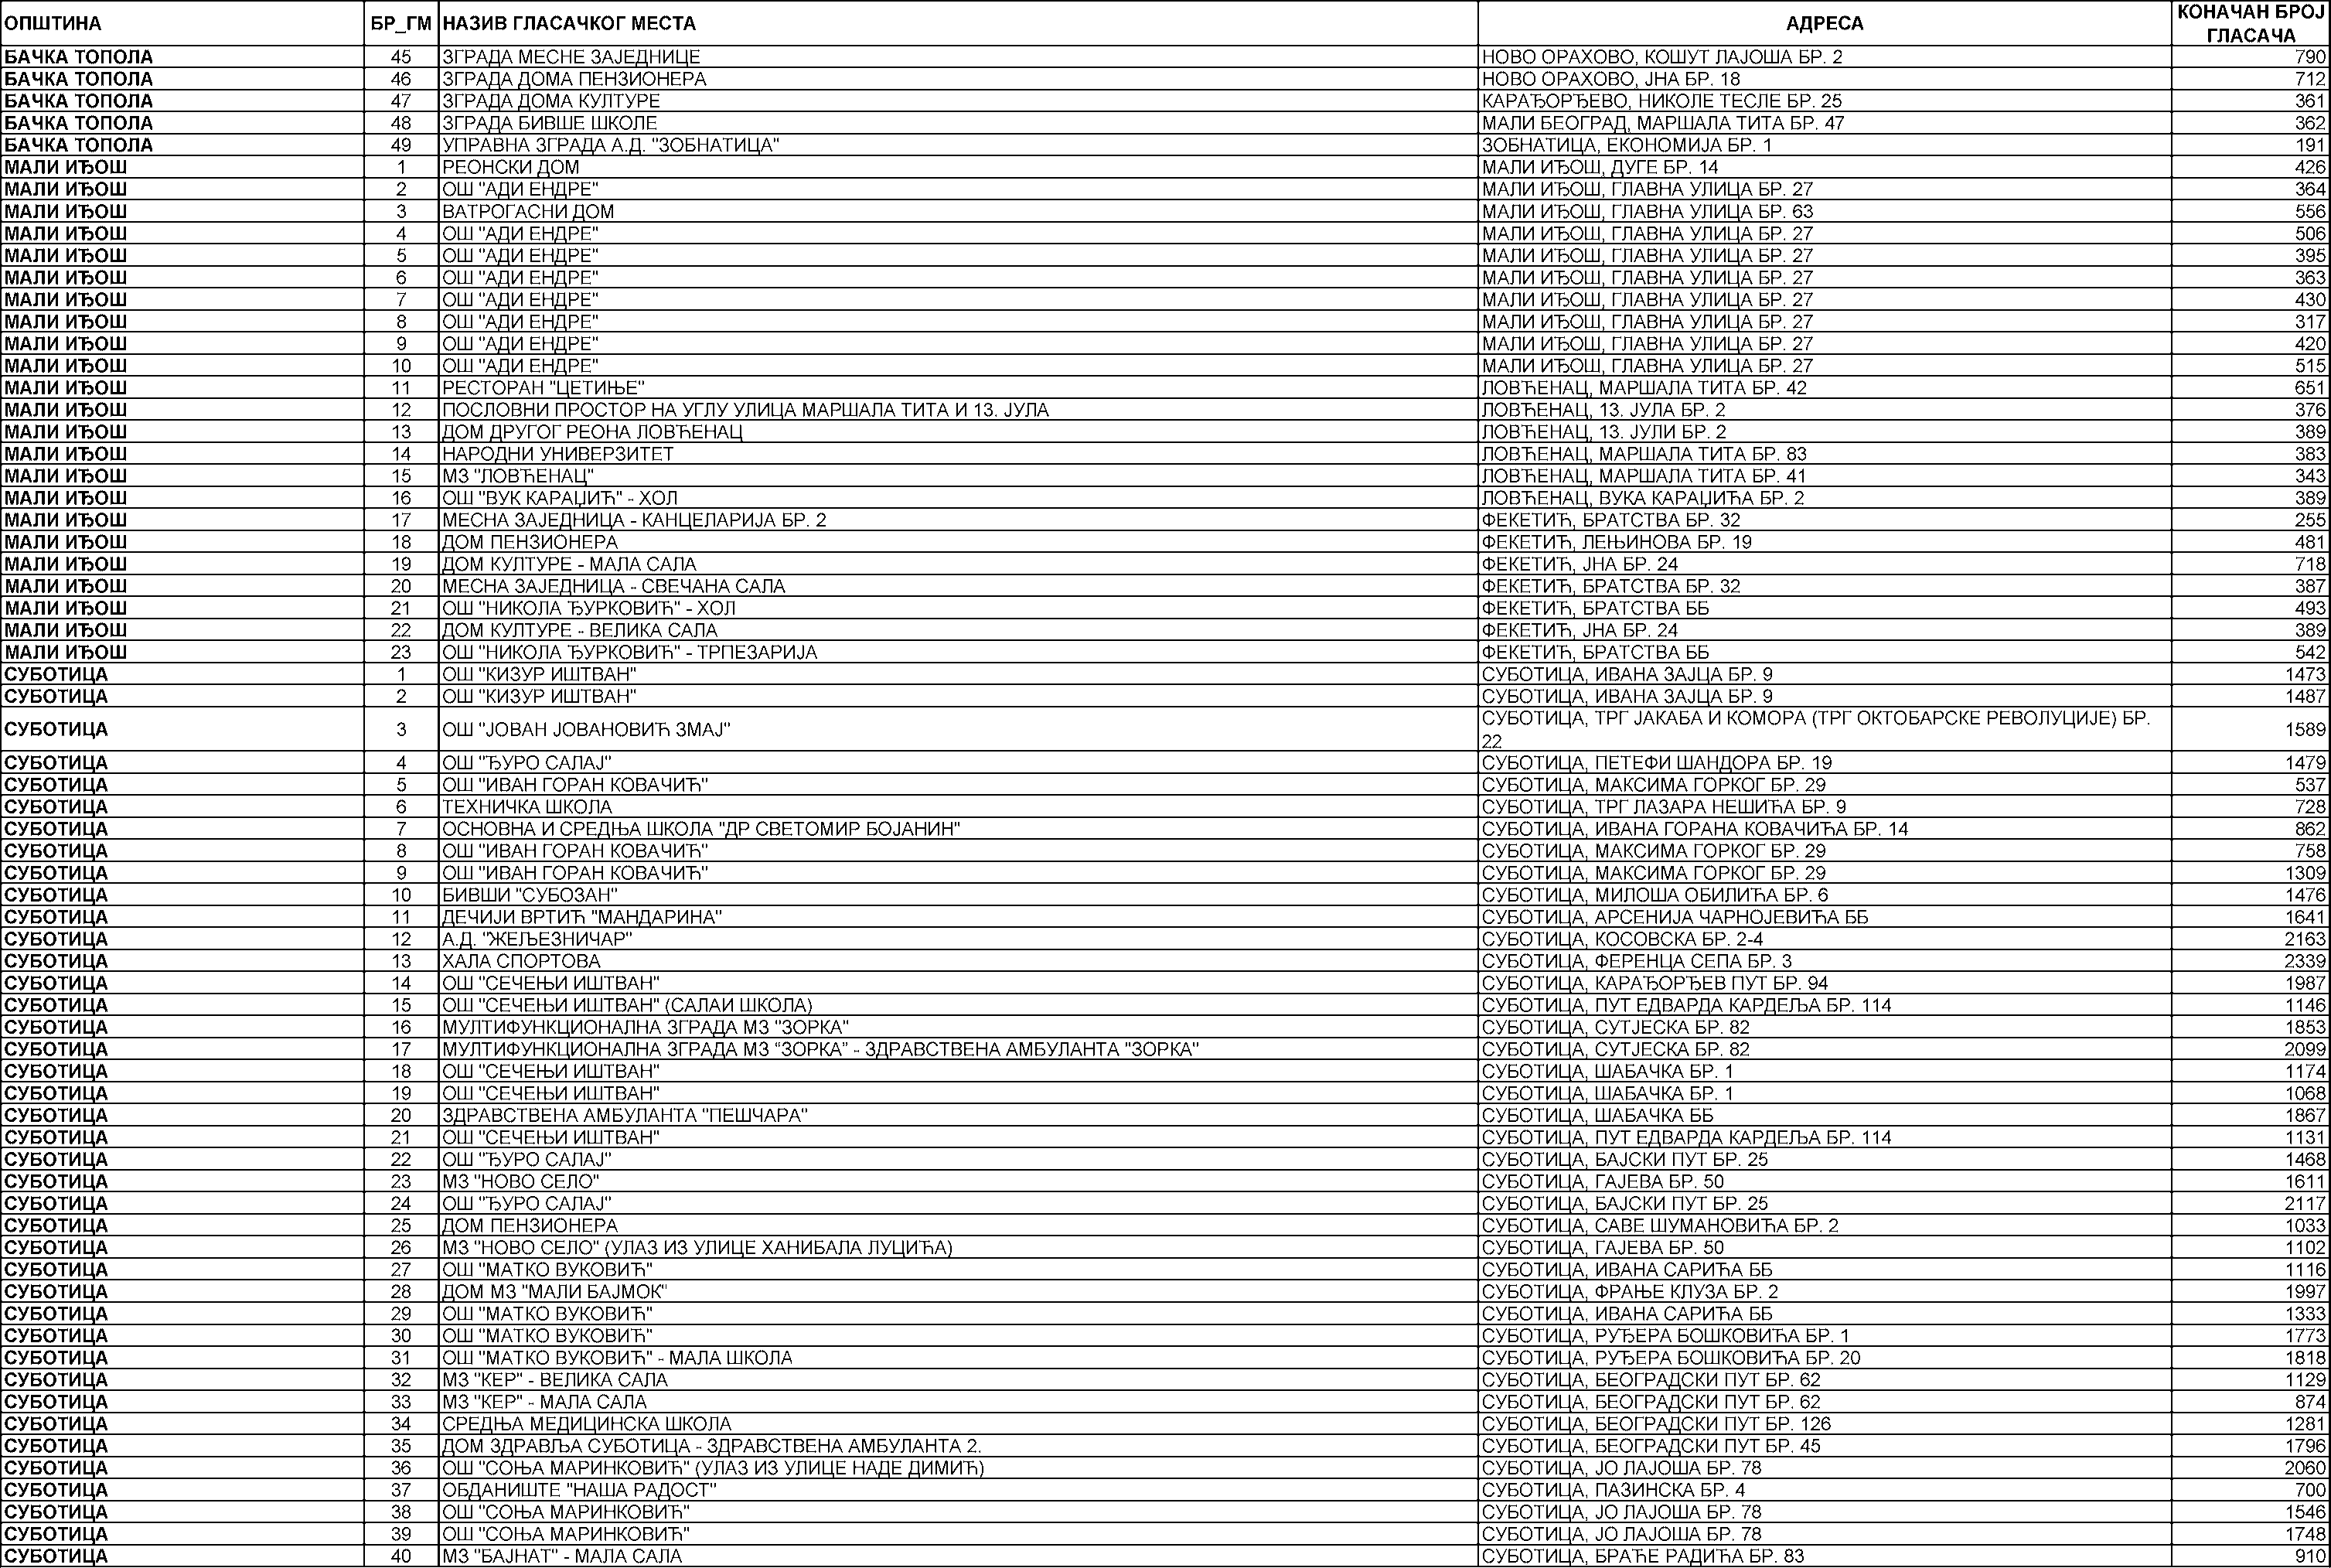 ОПШТИНА БР_ГМ НАЗИВ ГЛАСАЧКОГ МЕСТА АДРЕСА КОНАЧАН БРОЈ ГЛАСАЧА
БАЧКА ТОПОЛА 45 ЗГРАДА МЕСНЕ ЗАЈЕДНИЦЕ НОВО ОРАХОВО, КОШУТ ЛАЈОША БР. 2 790
БАЧКА ТОПОЛА 46 ЗГРАДА ДОМА ПЕНЗИОНЕРА НОВО ОРАХОВО, ЈНА БР. 18 712
БАЧКА ТОПОЛА 47 ЗГРАДА ДОМА КУЛТУРЕ КАРАЂОРЂЕВО, НИКОЛЕ ТЕСЛЕ БР. 25 361
БАЧКА ТОПОЛА 48 ЗГРАДА БИВШЕ ШКОЛЕ МАЛИ БЕОГРАД, МАРШАЛА ТИТА БР. 47 362
БАЧКА ТОПОЛА 49 УПРАВНА ЗГРАДА А.Д. "ЗОБНАТИЦА" ЗОБНАТИЦА, ЕКОНОМИЈА БР. 1 191
МАЛИ ИЂОШ 1 РЕОНСКИ ДОМ МАЛИ ИЂОШ, ДУГЕ БР. 14 426
МАЛИ ИЂОШ 2 ОШ "АДИ ЕНДРЕ" МАЛИ ИЂОШ, ГЛАВНА УЛИЦА БР. 27 364
МАЛИ ИЂОШ 3 ВАТРОГАСНИ ДОМ МАЛИ ИЂОШ, ГЛАВНА УЛИЦА БР. 63 556
МАЛИ ИЂОШ 4 ОШ "АДИ ЕНДРЕ" МАЛИ ИЂОШ, ГЛАВНА УЛИЦА БР. 27 506
МАЛИ ИЂОШ 5 ОШ "АДИ ЕНДРЕ" МАЛИ ИЂОШ, ГЛАВНА УЛИЦА БР. 27 395
МАЛИ ИЂОШ 6 ОШ "АДИ ЕНДРЕ" МАЛИ ИЂОШ, ГЛАВНА УЛИЦА БР. 27 363
МАЛИ ИЂОШ 7 ОШ "АДИ ЕНДРЕ" МАЛИ ИЂОШ, ГЛАВНА УЛИЦА БР. 27 430
МАЛИ ИЂОШ 8 ОШ "АДИ ЕНДРЕ" МАЛИ ИЂОШ, ГЛАВНА УЛИЦА БР. 27 317
МАЛИ ИЂОШ 9 ОШ "АДИ ЕНДРЕ" МАЛИ ИЂОШ, ГЛАВНА УЛИЦА БР. 27 420
МАЛИ ИЂОШ 10 ОШ "АДИ ЕНДРЕ" МАЛИ ИЂОШ, ГЛАВНА УЛИЦА БР. 27 515
МАЛИ ИЂОШ 11 РЕСТОРАН "ЦЕТИЊЕ" ЛОВЋЕНАЦ, МАРШАЛА ТИТА БР. 42 651
МАЛИ ИЂОШ 12 ПОСЛОВНИ ПРОСТОР НА УГЛУ УЛИЦА МАРШАЛА ТИТА И 13. ЈУЛА ЛОВЋЕНАЦ, 13. ЈУЛА БР. 2 376
МАЛИ ИЂОШ 13 ДОМ ДРУГОГ РЕОНА ЛОВЋЕНАЦ ЛОВЋЕНАЦ, 13. ЈУЛИ БР. 2 389
МАЛИ ИЂОШ 14 НАРОДНИ УНИВЕРЗИТЕТ ЛОВЋЕНАЦ, МАРШАЛА ТИТА БР. 83 383
МАЛИ ИЂОШ 15 МЗ "ЛОВЋЕНАЦ" ЛОВЋЕНАЦ, МАРШАЛА ТИТА БР. 41 343
МАЛИ ИЂОШ 16 ОШ "ВУК КАРАЏИЋ" - ХОЛ ЛОВЋЕНАЦ, ВУКА КАРАЏИЋА БР. 2 389
МАЛИ ИЂОШ 17 МЕСНА ЗАЈЕДНИЦА - КАНЦЕЛАРИЈА БР. 2 ФЕКЕТИЋ, БРАТСТВА БР. 32 255
МАЛИ ИЂОШ 18 ДОМ ПЕНЗИОНЕРА ФЕКЕТИЋ, ЛЕЊИНОВА БР. 19 481
МАЛИ ИЂОШ 19 ДОМ КУЛТУРЕ - МАЛА САЛА ФЕКЕТИЋ, ЈНА БР. 24 718
МАЛИ ИЂОШ 20 МЕСНА ЗАЈЕДНИЦА - СВЕЧАНА САЛА ФЕКЕТИЋ, БРАТСТВА БР. 32 387
МАЛИ ИЂОШ 21 ОШ "НИКОЛА ЂУРКОВИЋ" - ХОЛ ФЕКЕТИЋ, БРАТСТВА ББ 493
МАЛИ ИЂОШ 22 ДОМ КУЛТУРЕ - ВЕЛИКА САЛА ФЕКЕТИЋ, ЈНА БР. 24 389
МАЛИ ИЂОШ 23 ОШ "НИКОЛА ЂУРКОВИЋ" - ТРПЕЗАРИЈА ФЕКЕТИЋ, БРАТСТВА ББ 542
СУБОТИЦА 1 ОШ "КИЗУР ИШТВАН" СУБОТИЦА, ИВАНА ЗАЈЦА БР. 9 1473
СУБОТИЦА 2 ОШ "КИЗУР ИШТВАН" СУБОТИЦА, ИВАНА ЗАЈЦА БР. 9 1487
СУБОТИЦА 3 ОШ "ЈОВАН ЈОВАНОВИЋ ЗМАЈ" СУБОТИЦА, ТРГ ЈАКАБА И КОМОРА (ТРГ ОКТОБАРСКЕ РЕВОЛУЦИЈЕ) БР. 22 1589
СУБОТИЦА 4 ОШ "ЂУРО САЛАЈ" СУБОТИЦА, ПЕТЕФИ ШАНДОРА БР. 19 1479
СУБОТИЦА 5 ОШ "ИВАН ГОРАН КОВАЧИЋ" СУБОТИЦА, МАКСИМА ГОРКОГ БР. 29 537
СУБОТИЦА 6 ТЕХНИЧКА ШКОЛА СУБОТИЦА, ТРГ ЛАЗАРА НЕШИЋА БР. 9 728
СУБОТИЦА 7 ОСНОВНА И СРЕДЊА ШКОЛА "ДР СВЕТОМИР БОЈАНИН" СУБОТИЦА, ИВАНА ГОРАНА КОВАЧИЋА БР. 14 862
СУБОТИЦА 8 ОШ "ИВАН ГОРАН КОВАЧИЋ" СУБОТИЦА, МАКСИМА ГОРКОГ БР. 29 758
СУБОТИЦА 9 ОШ "ИВАН ГОРАН КОВАЧИЋ" СУБОТИЦА, МАКСИМА ГОРКОГ БР. 29 1309
СУБОТИЦА 10 БИВШИ "СУБОЗАН" СУБОТИЦА, МИЛОША ОБИЛИЋА БР. 6 1476
СУБОТИЦА 11 ДЕЧИЈИ ВРТИЋ "МАНДАРИНА" СУБОТИЦА, АРСЕНИЈА ЧАРНОЈЕВИЋА ББ 1641
СУБОТИЦА 12 А.Д. "ЖЕЉЕЗНИЧАР" СУБОТИЦА, КОСОВСКА БР. 2-4 2163
СУБОТИЦА 13 ХАЛА СПОРТОВА СУБОТИЦА, ФЕРЕНЦА СЕПА БР. 3 2339
СУБОТИЦА 14 ОШ "СЕЧЕЊИ ИШТВАН" СУБОТИЦА, КАРАЂОРЂЕВ ПУТ БР. 94 1987
СУБОТИЦА 15 ОШ "СЕЧЕЊИ ИШТВАН" (САЛАИ ШКОЛА) СУБОТИЦА, ПУТ ЕДВАРДА КАРДЕЉА БР. 114 1146
СУБОТИЦА 16 МУЛТИФУНКЦИОНАЛНА ЗГРАДА МЗ "ЗОРКА" СУБОТИЦА, СУТЈЕСКА БР. 82 1853
СУБОТИЦА 17 МУЛТИФУНКЦИОНАЛНА ЗГРАДА МЗ “ЗОРКА” - ЗДРАВСТВЕНА АМБУЛАНТА "ЗОРКА" СУБОТИЦА, СУТЈЕСКА БР. 82 2099
СУБОТИЦА 18 ОШ "СЕЧЕЊИ ИШТВАН" СУБОТИЦА, ШАБАЧКА БР. 1 1174
СУБОТИЦА 19 ОШ "СЕЧЕЊИ ИШТВАН" СУБОТИЦА, ШАБАЧКА БР. 1 1068
СУБОТИЦА 20 ЗДРАВСТВЕНА АМБУЛАНТА "ПЕШЧАРА" СУБОТИЦА, ШАБАЧКА ББ 1867
СУБОТИЦА 21 ОШ "СЕЧЕЊИ ИШТВАН" СУБОТИЦА, ПУТ ЕДВАРДА КАРДЕЉА БР. 114 1131
СУБОТИЦА 22 ОШ "ЂУРО САЛАЈ" СУБОТИЦА, БАЈСКИ ПУТ БР. 25 1468
СУБОТИЦА 23 МЗ "НОВО СЕЛО" СУБОТИЦА, ГАЈЕВА БР. 50 1611
СУБОТИЦА 24 ОШ "ЂУРО САЛАЈ" СУБОТИЦА, БАЈСКИ ПУТ БР. 25 2117
СУБОТИЦА 25 ДОМ ПЕНЗИОНЕРА СУБОТИЦА, САВЕ ШУМАНОВИЋА БР. 2 1033
СУБОТИЦА 26 МЗ "НОВО СЕЛО" (УЛАЗ ИЗ УЛИЦЕ ХАНИБАЛА ЛУЦИЋА) СУБОТИЦА, ГАЈЕВА БР. 50 1102
СУБОТИЦА 27 ОШ "МАТКО ВУКОВИЋ" СУБОТИЦА, ИВАНА САРИЋА ББ 1116
СУБОТИЦА 28 ДОМ МЗ "МАЛИ БАЈМОК" СУБОТИЦА, ФРАЊЕ КЛУЗА БР. 2 1997
СУБОТИЦА 29 ОШ "МАТКО ВУКОВИЋ" СУБОТИЦА, ИВАНА САРИЋА ББ 1333
СУБОТИЦА 30 ОШ "МАТКО ВУКОВИЋ" СУБОТИЦА, РУЂЕРА БОШКОВИЋА БР. 1 1773
СУБОТИЦА 31 ОШ "МАТКО ВУКОВИЋ" - МАЛА ШКОЛА СУБОТИЦА, РУЂЕРА БОШКОВИЋА БР. 20 1818
СУБОТИЦА 32 МЗ "КЕР" - ВЕЛИКА САЛА СУБОТИЦА, БЕОГРАДСКИ ПУТ БР. 62 1129
СУБОТИЦА 33 МЗ "КЕР" - МАЛА САЛА СУБОТИЦА, БЕОГРАДСКИ ПУТ БР. 62 874
СУБОТИЦА 34 СРЕДЊА МЕДИЦИНСКА ШКОЛА СУБОТИЦА, БЕОГРАДСКИ ПУТ БР. 126 1281
СУБОТИЦА 35 ДОМ ЗДРАВЉА СУБОТИЦА - ЗДРАВСТВЕНА АМБУЛАНТА 2. СУБОТИЦА, БЕОГРАДСКИ ПУТ БР. 45 1796
СУБОТИЦА 36 ОШ "СОЊА МАРИНКОВИЋ" (УЛАЗ ИЗ УЛИЦЕ НАДЕ ДИМИЋ) СУБОТИЦА, ЈО ЛАЈОША БР. 78 2060
СУБОТИЦА 37 ОБДАНИШТЕ "НАША РАДОСТ" СУБОТИЦА, ПАЗИНСКА БР. 4 700
СУБОТИЦА 38 ОШ "СОЊА МАРИНКОВИЋ" СУБОТИЦА, ЈО ЛАЈОША БР. 78 1546
СУБОТИЦА 39 ОШ "СОЊА МАРИНКОВИЋ" СУБОТИЦА, ЈО ЛАЈОША БР. 78 1748
СУБОТИЦА 40 МЗ "БАЈНАТ" - МАЛА САЛА СУБОТИЦА, БРАЋЕ РАДИЋА БР. 83 910